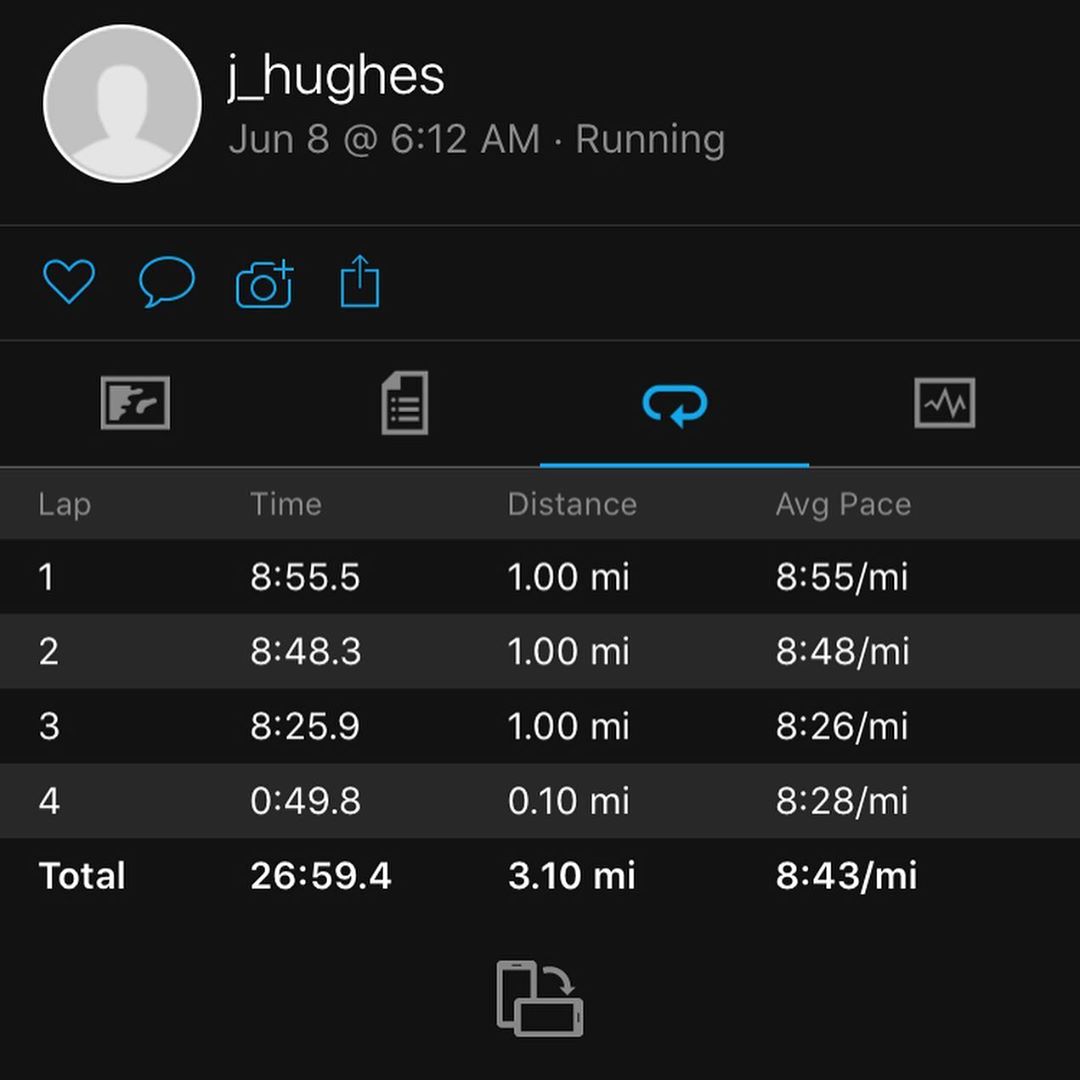 j_hughes
Jun 8 @ 6:12 AM · Running
Lap Time Distance Avg Pace
1 8:55.5 1.00 mi 8:55/mi
2 8:48.3 1.00 mi 8:48/mi
3 8:25.9 1.00 mi 8:26/mi
4 0:49.8 0.10 mi 8:28/mi
Total 26:59.4 3.10 mi 8:43/mi